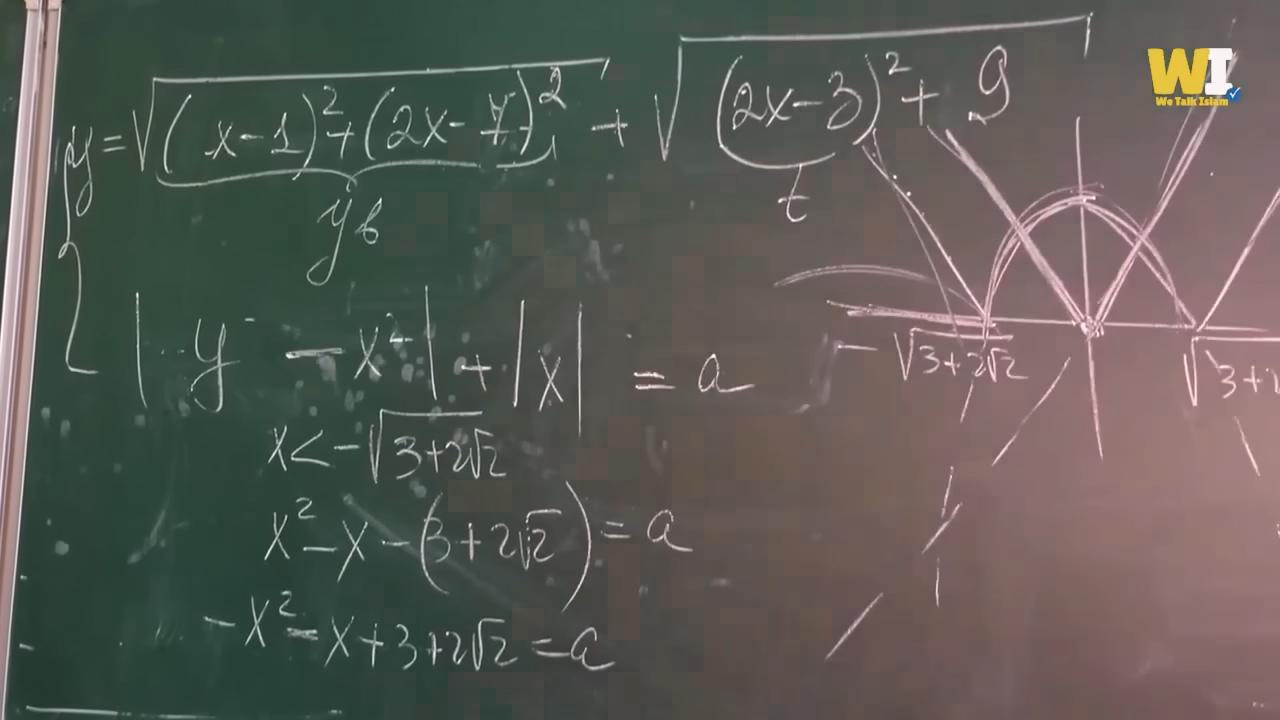 y = √((x-1)²+(2x-7)²) + √((2x-3)²+9)
yв
t
|y - x²| + |x| = a
x < -√(3+2√2)
x² - x - (3+2√2) = a
-x² - x + 3 + 2√2 = a
-√(3+2√2)
√(3+
WI
We Talk Islam